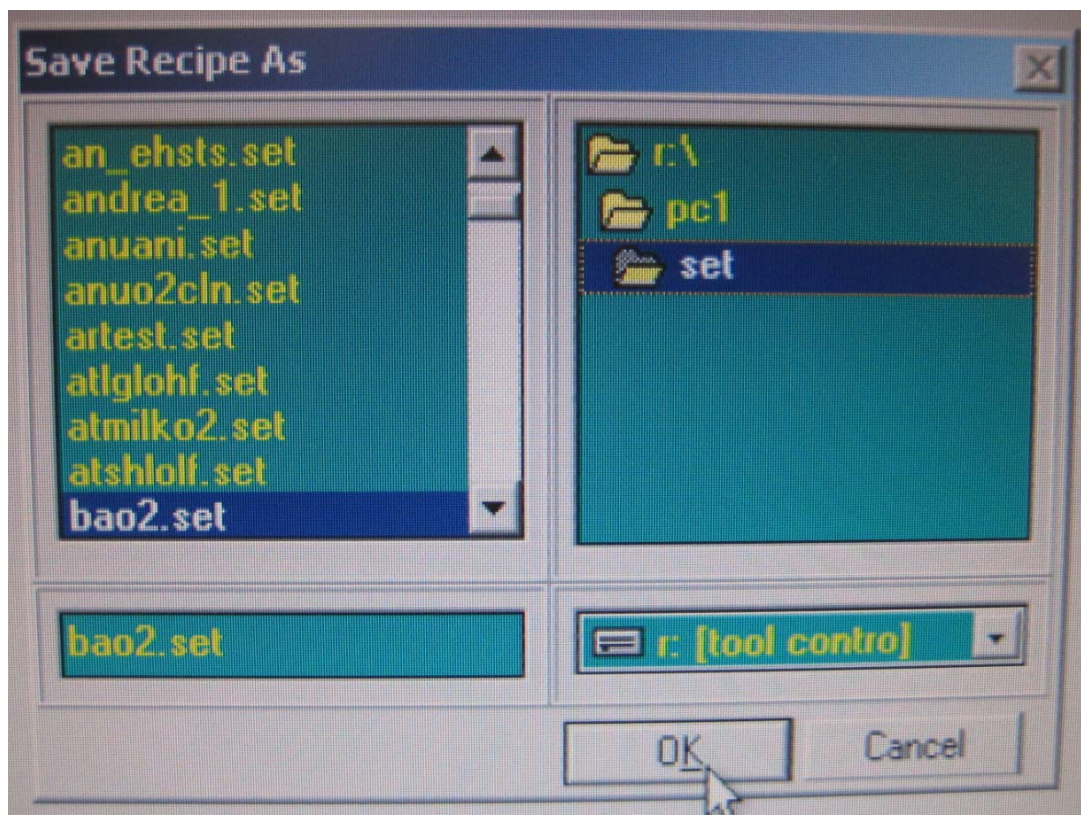 Save Recipe As
an_ehsts.set
andrea_1.set
anuani.set
anuo2cln.set
artest.set
atlglohf.set
atmilko2.set
atshlolf.set
bao2.set
r:\
pc1
set
bao2.set
r: [tool contro]
OK
Cancel